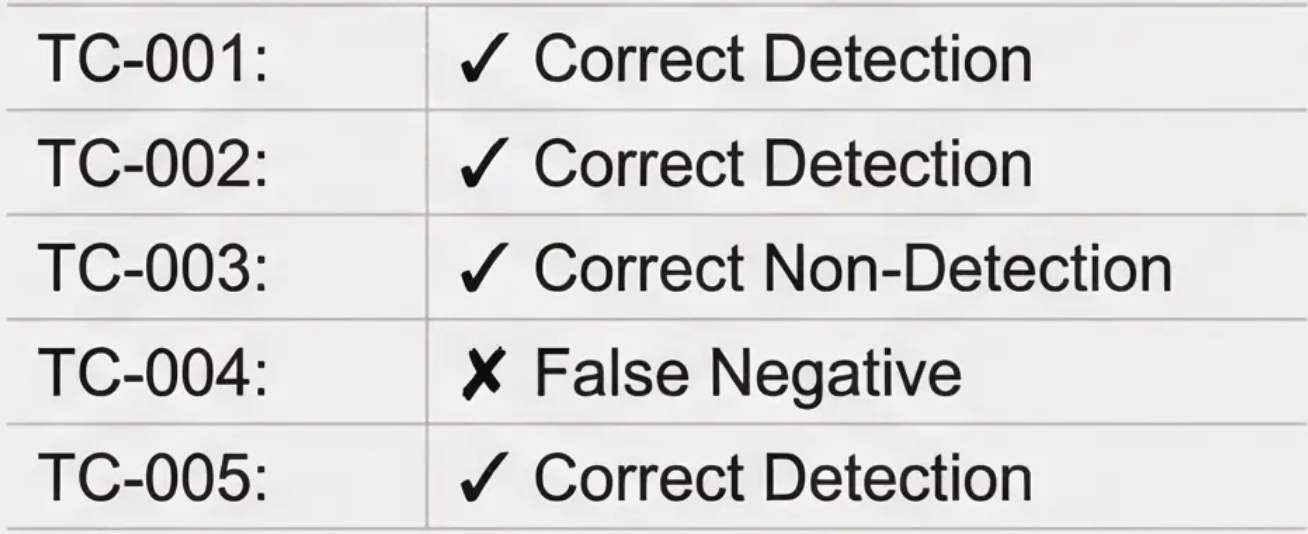 TC-001: ✓ Correct Detection
TC-002: ✓ Correct Detection
TC-003: ✓ Correct Non-Detection
TC-004: ✗ False Negative
TC-005: ✓ Correct Detection